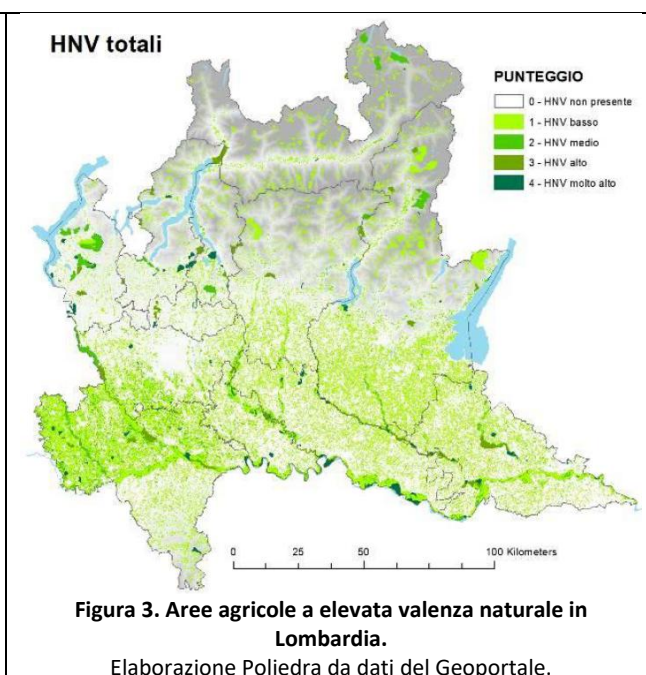 HNV totali
PUNTEGGIO
0 - HNV non presente
1 - HNV basso
2 - HNV medio
3 - HNV alto
4 - HNV molto alto
0 25 50 100 Kilometers
Figura 3. Aree agricole a elevata valenza naturale in
Lombardia.
Elaborazione Poliedra da dati del Geoportale.